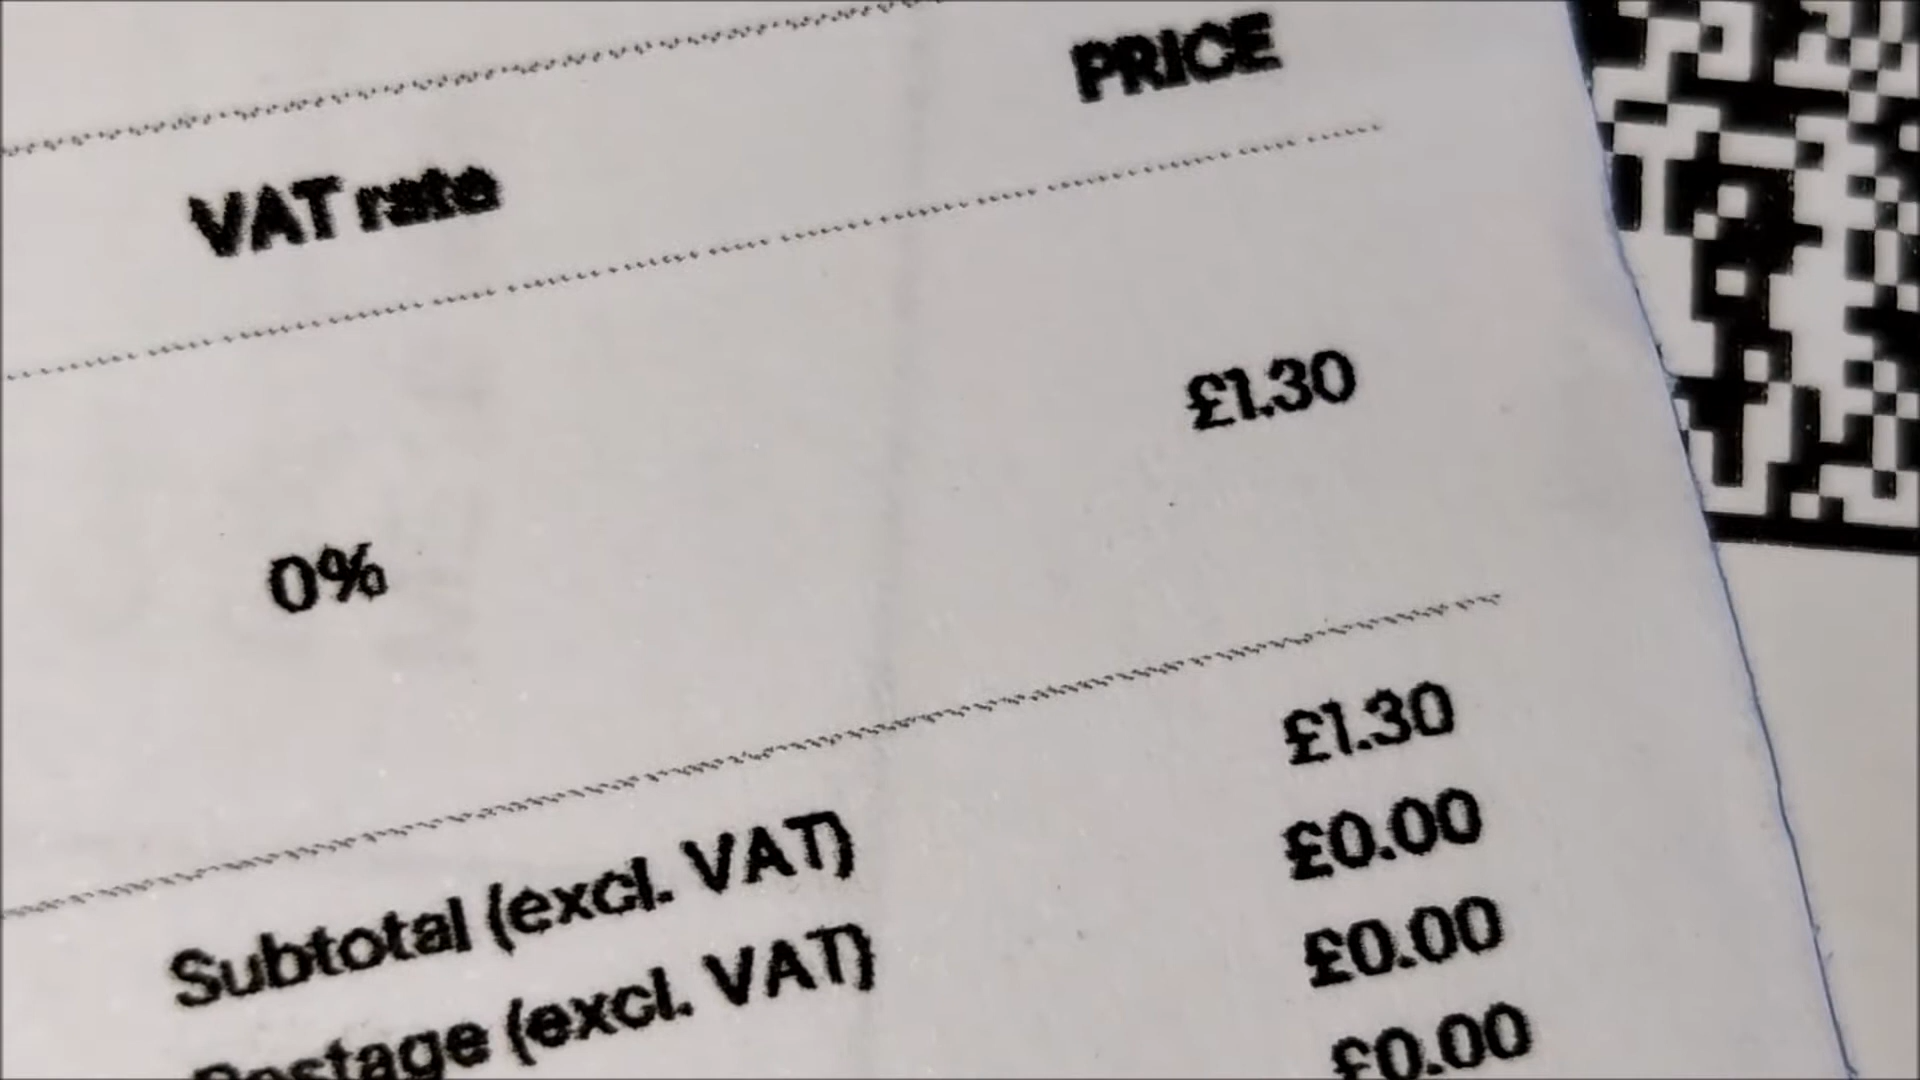 VAT rate PRICE
0% £1.30
Subtotal (excl. VAT) £1.30
Postage (excl. VAT) £0.00
£0.00
£0.00